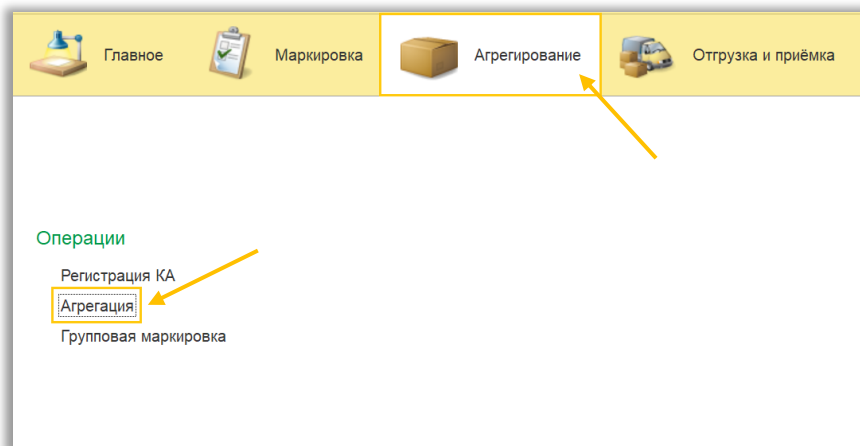 Главное
Маркировка
Агрегирование
Отгрузка и приёмка
Операции
Регистрация КА
Агрегация
Групповая маркировка